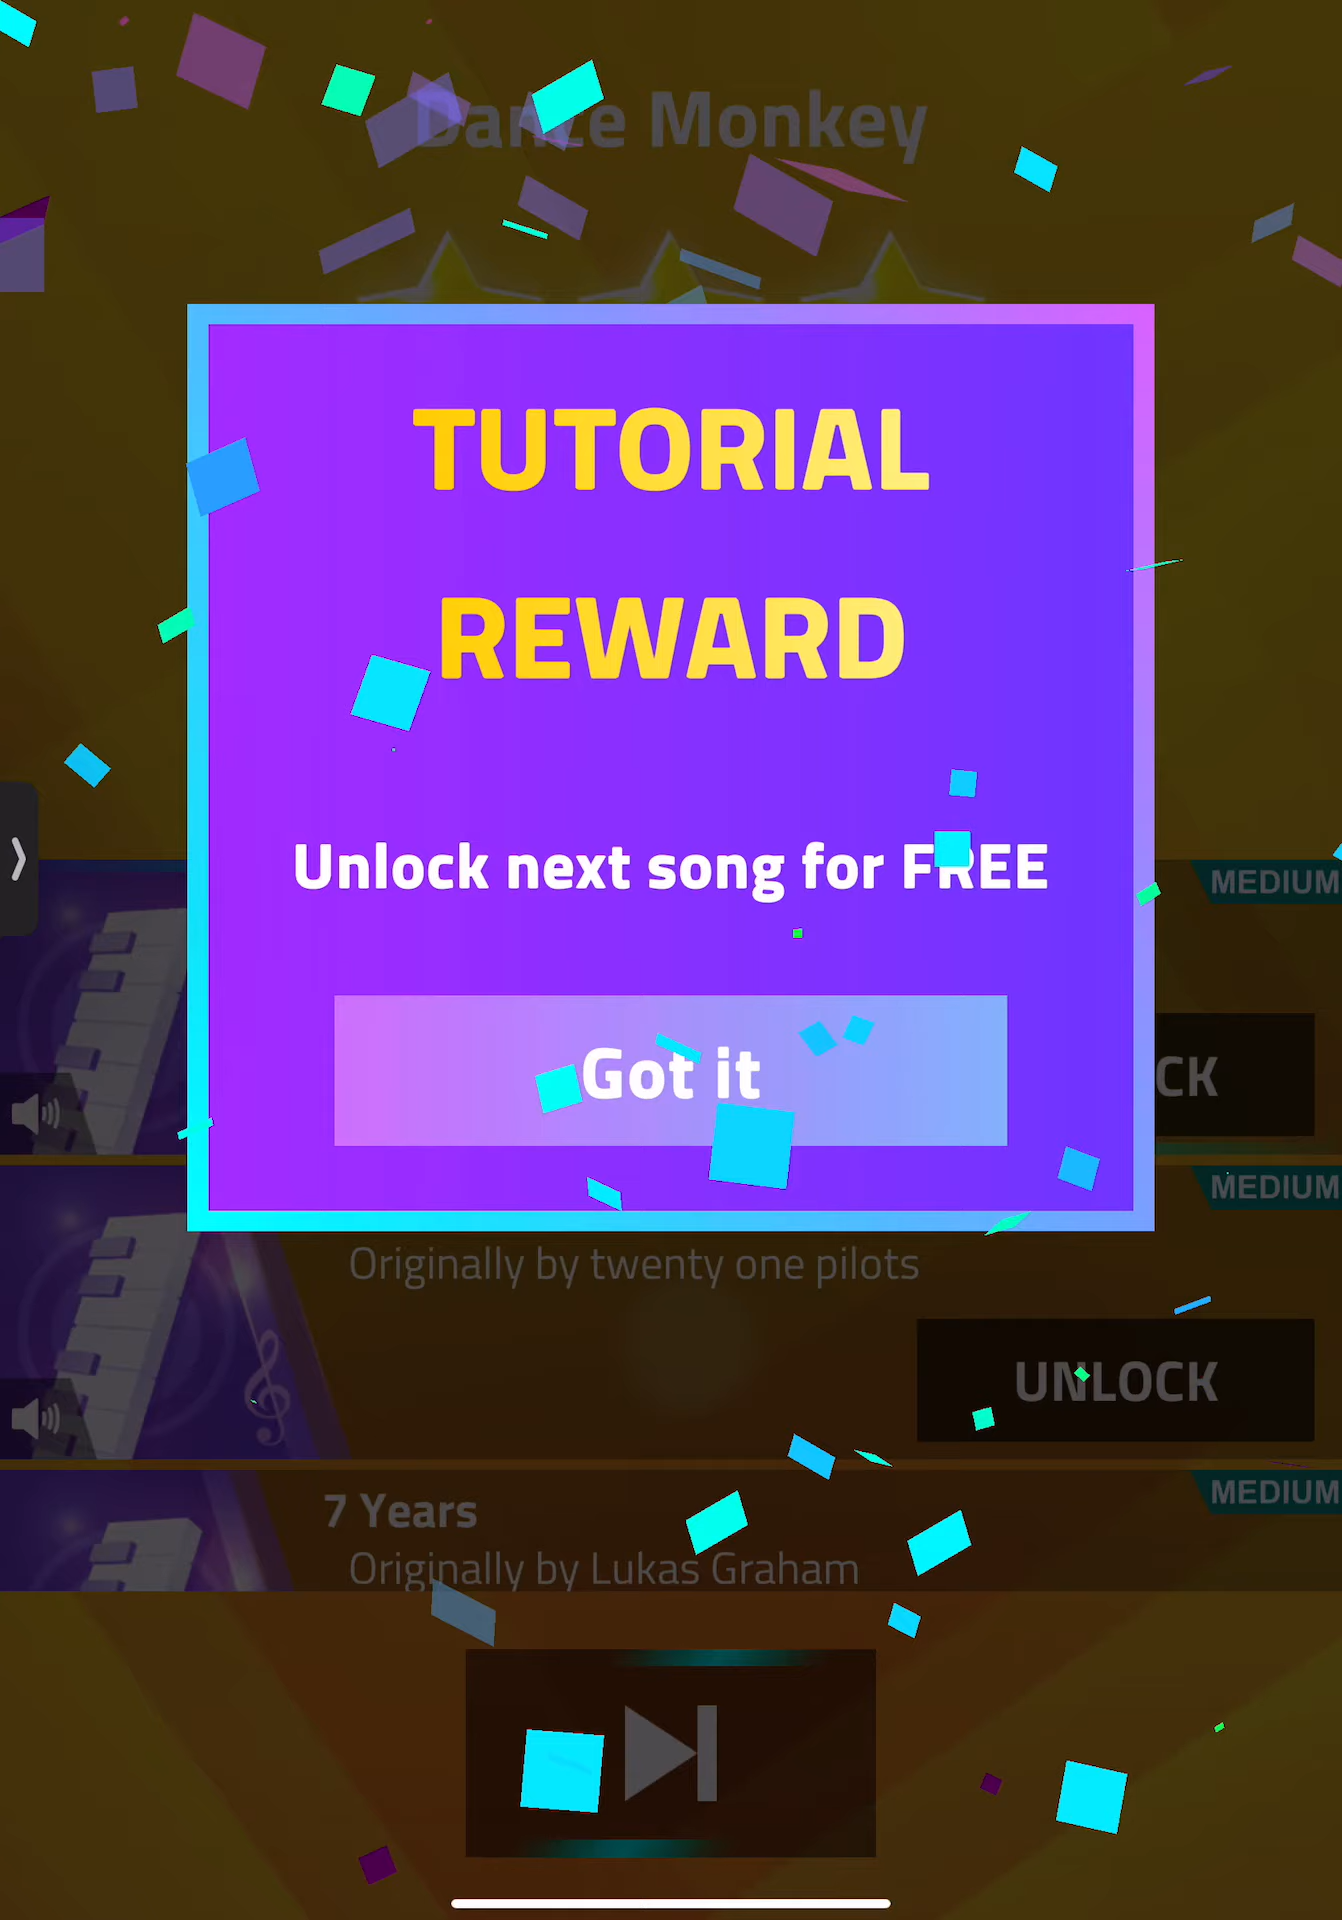 Dance Monkey
TUTORIAL
REWARD
Unlock next song for FREE
MEDIUM
Got it
CK
MEDIUM
Originally by twenty one pilots
UNLOCK
7 Years
MEDIUM
Originally by Lukas Graham